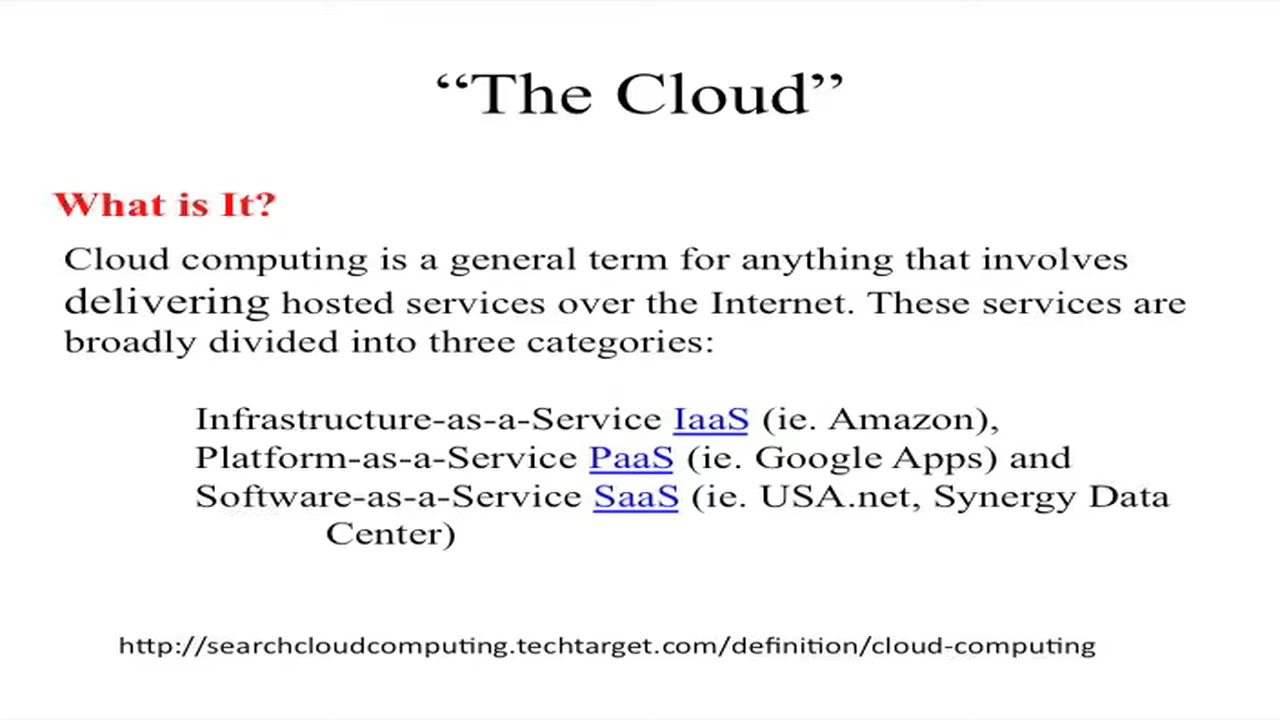 “The Cloud”
What is It?
Cloud computing is a general term for anything that involves
delivering hosted services over the Internet. These services are
broadly divided into three categories:
Infrastructure-as-a-Service IaaS (ie. Amazon),
Platform-as-a-Service PaaS (ie. Google Apps) and
Software-as-a-Service SaaS (ie. USA.net, Synergy Data
Center)
http://searchcloudcomputing.techtarget.com/definition/cloud-computing